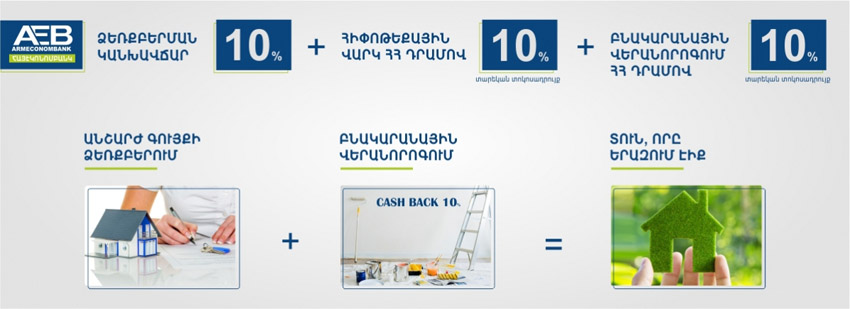 AEB
ARMECONOMBANK
ՀԱՅԷԿՈՆՈՄԲԱՆԿ
ՁԵՌՔԲԵՐՄԱՆ
ԿԱՆԽԱՎՃԱՐ
10%
+
ՀԻՓՈԹԵՔԱՅԻՆ
ՎԱՐԿ ՀՀ ԴՐԱՄՈՎ
10%
տարեկան տոկոսադրույք
+
ԲՆԱԿԱՐԱՆԱՅԻՆ
ՎԵՐԱՆՈՐՈԳՈՒՄ
ՀՀ ԴՐԱՄՈՎ
10%
տարեկան տոկոսադրույք
ԱՆՇԱՐԺ ԳՈՒՅՔԻ
ՁԵՌՔԲԵՐՈՒՄ
+
ԲՆԱԿԱՐԱՆԱՅԻՆ
ՎԵՐԱՆՈՐՈԳՈՒՄ
CASH BACK 10%
=
ՏՈՒՆ, ՈՐԸ
ԵՐԱԶՈՒՄ ԷԻՔ